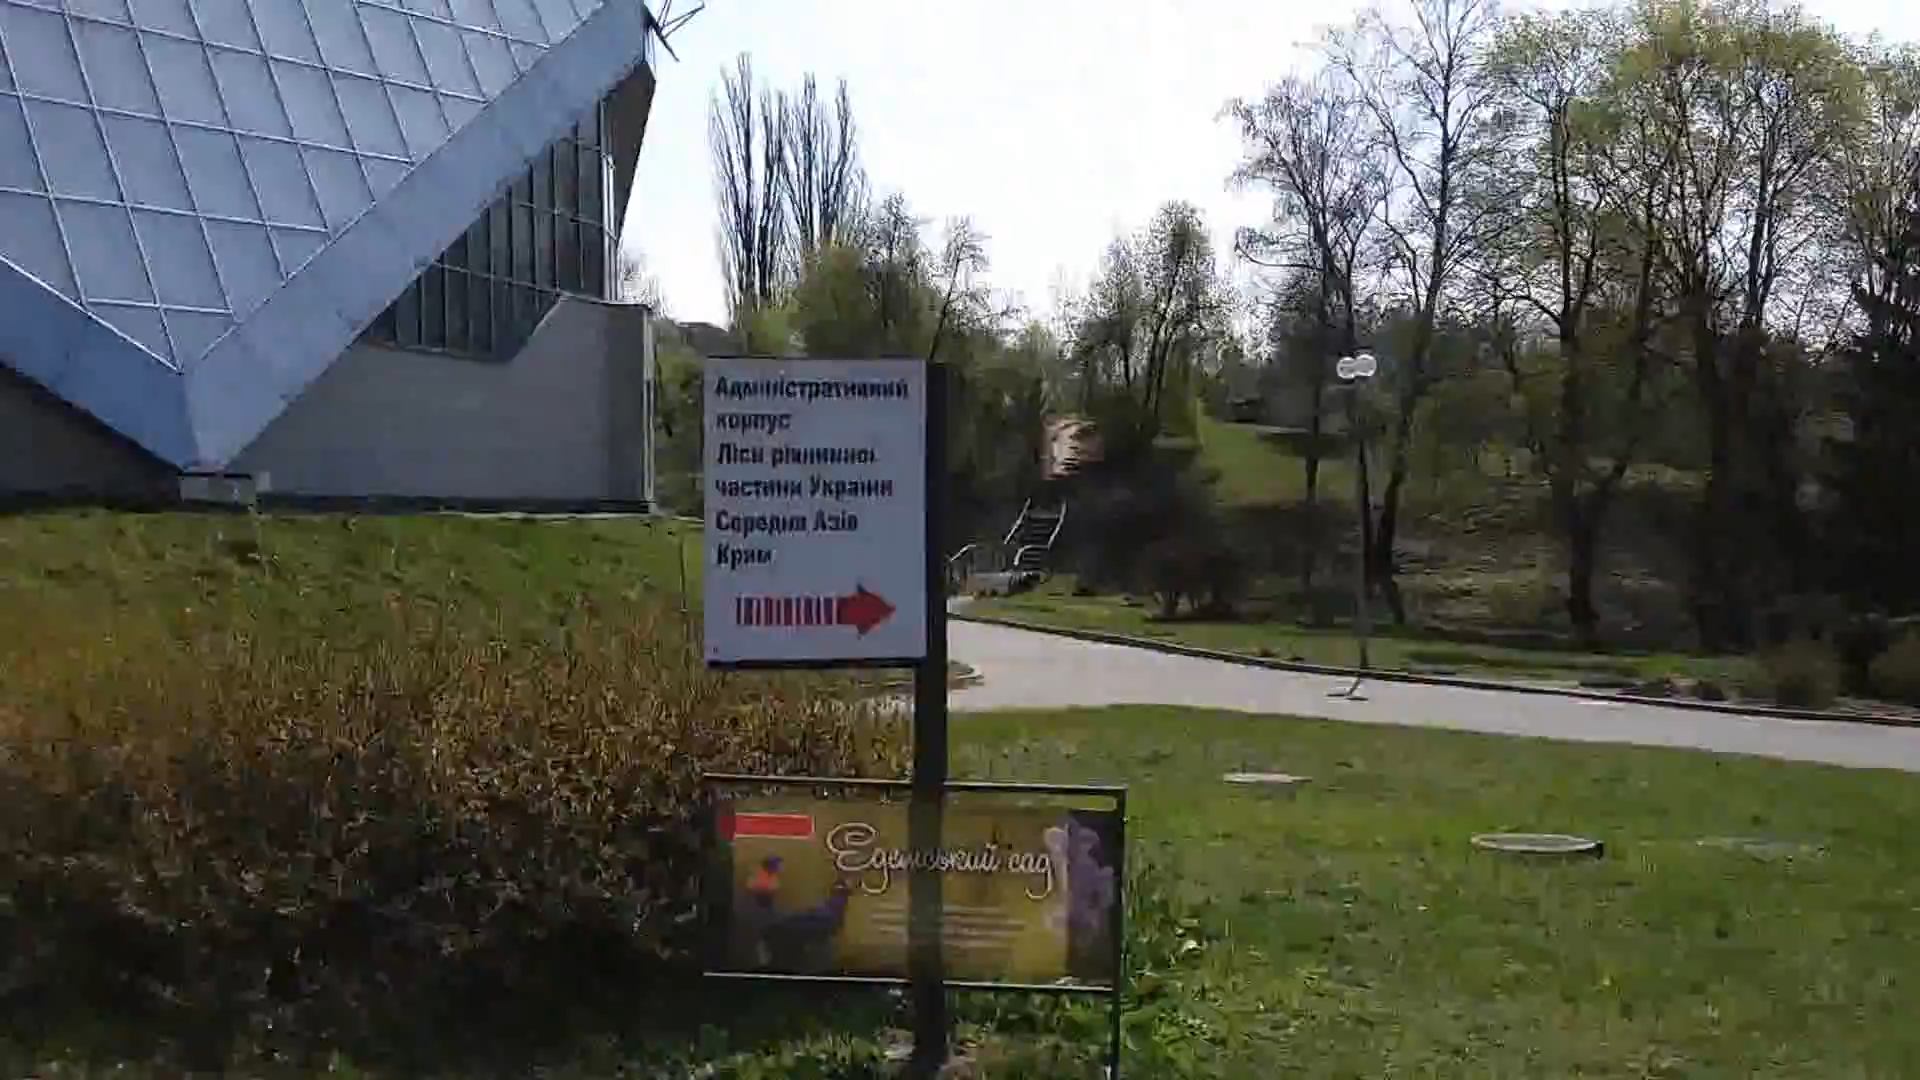 Адміністративний
корпус
Ліси рівнинної
частини України
Середня Азія
Крим
Едемський сад